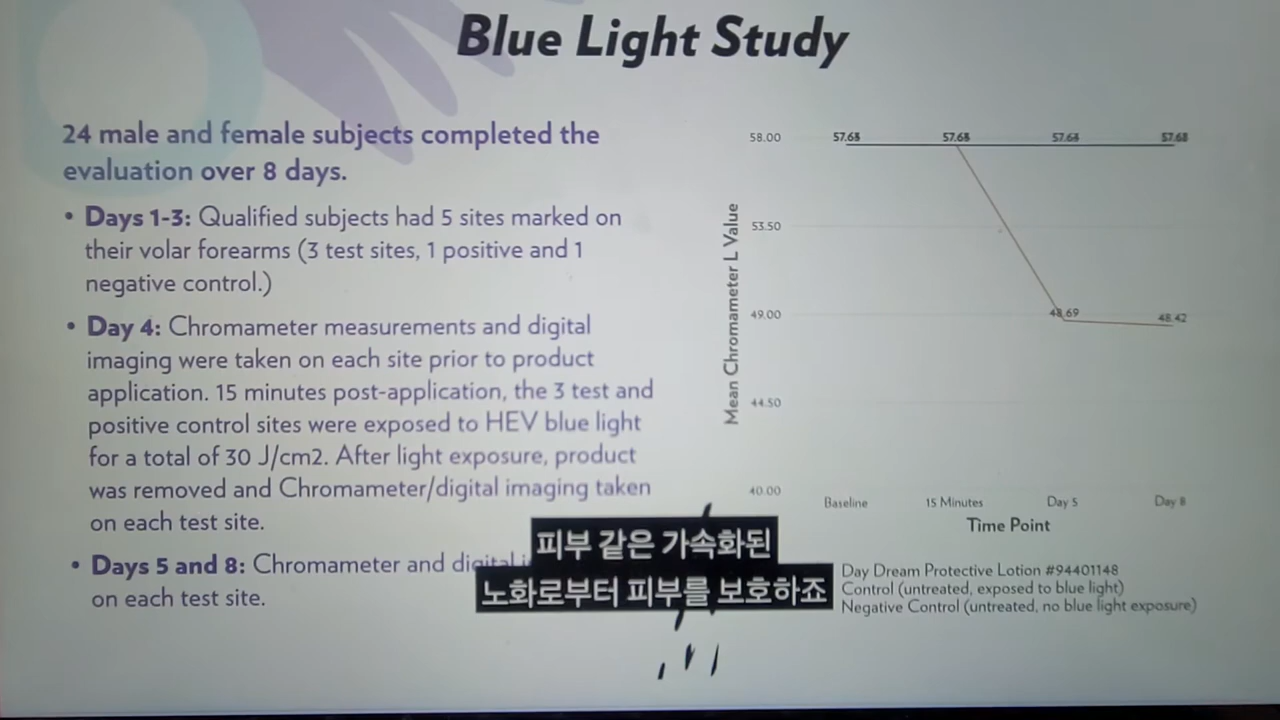 Blue Light Study
24 male and female subjects completed the
evaluation over 8 days.
• Days 1-3: Qualified subjects had 5 sites marked on
their volar forearms (3 test sites, 1 positive and 1
negative control.)
• Day 4: Chromameter measurements and digital
imaging were taken on each site prior to product
application. 15 minutes post-application, the 3 test and
positive control sites were exposed to HEV blue light
for a total of 30 J/cm2. After light exposure, product
was removed and Chromameter/digital imaging taken
on each test site.
• Days 5 and 8: Chromameter and digital
on each test site.
Mean Chromameter L Value
58.00
53.50
49.00
44.50
40.00
57.68
48.69
48.42
Baseline
15 Minutes
Day 5
Day 8
Time Point
Day Dream Protective Lotion #94401148
Control (untreated, exposed to blue light)
Negative Control (untreated, no blue light exposure)
피부 같은 가속화된
노화로부터 피부를 보호하죠